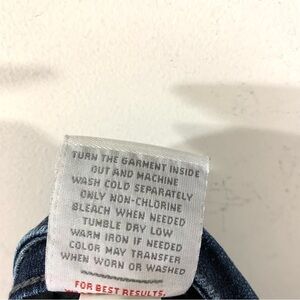 TURN THE GARMENT INSIDE
OUT AND MACHINE
WASH COLD SEPARATELY
ONLY NON-CHLORINE
BLEACH WHEN NEEDED
TUMBLE DRY LOW
WARM IRON IF NEEDED
COLOR MAY TRANSFER
WHEN WORN OR WASHED
FOR BEST RESULTS,